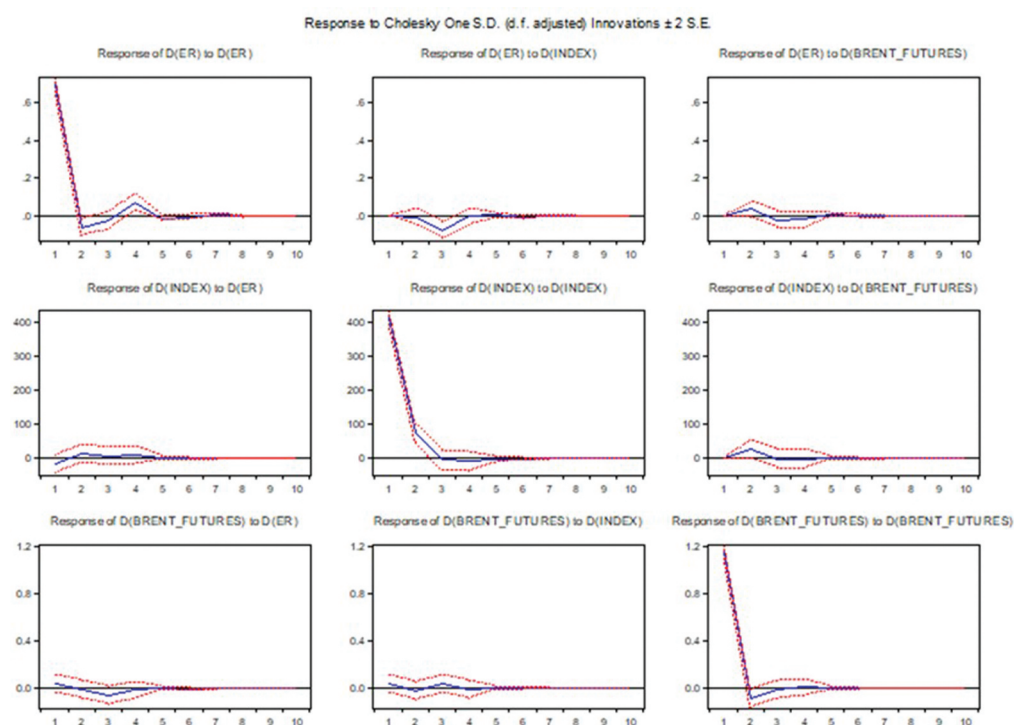 Response to Cholesky One S.D. (d.f. adjusted) Innovations ± 2 S.E.
Response of D(ER) to D(ER)
.6
.4
.2
.0
1 2 3 4 5 6 7 8 9 10
Response of D(ER) to D(INDEX)
.6
.4
.2
.0
1 2 3 4 5 6 7 8 9 10
Response of D(ER) to D(BRENT_FUTURES)
.6
.4
.2
.0
1 2 3 4 5 6 7 8 9 10
Response of D(INDEX) to D(ER)
400
300
200
100
0
1 2 3 4 5 6 7 8 9 10
Response of D(INDEX) to D(INDEX)
400
300
200
100
0
1 2 3 4 5 6 7 8 9 10
Response of D(INDEX) to D(BRENT_FUTURES)
400
300
200
100
0
1 2 3 4 5 6 7 8 9 10
Response of D(BRENT_FUTURES) to D(ER)
1.2
0.8
0.4
0.0
1 2 3 4 5 6 7 8 9 10
Response of D(BRENT_FUTURES) to D(INDEX)
1.2
0.8
0.4
0.0
1 2 3 4 5 6 7 8 9 10
Response of D(BRENT_FUTURES) to D(BRENT_FUTURES)
1.2
0.8
0.4
0.0
1 2 3 4 5 6 7 8 9 10